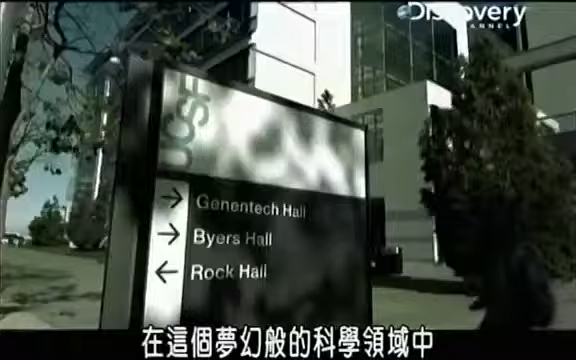 Discovery
CHANNEL
UCSF
→ Genentech Hall
→ Byers Hall
← Rock Hall
在這個夢幻般的科學領域中